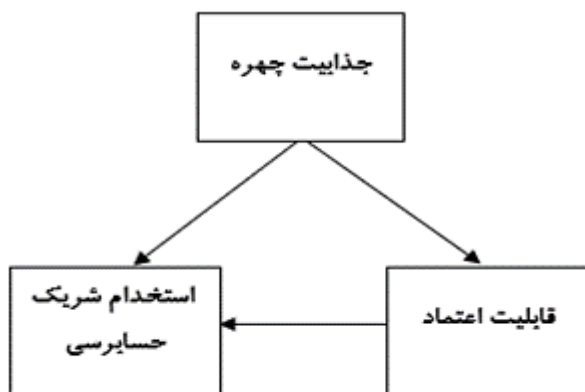 جذابیت چهره
استخدام شریک
حسابرسی
قابلیت اعتماد